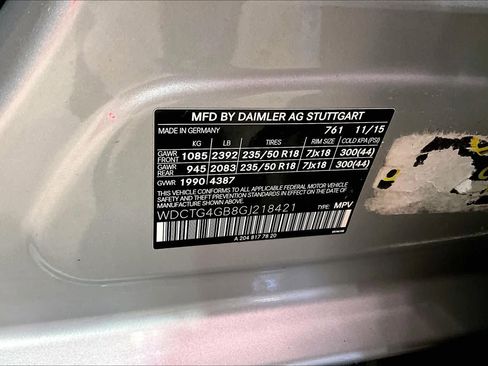 MFD BY DAIMLER AG STUTTGART
MADE IN GERMANY 761 11/15
KG LB TIRES RIM SIZE COLD KPA (PSI)
GAWR FRONT 1085 2392 235/50 R18 7Jx18 300(44)
GAWR REAR 945 2083 235/50 R18 7Jx18 300(44)
GVWR 1990 4387
THIS VEHICLE CONFORMS TO ALL APPLICABLE FEDERAL MOTOR VEHICLE
SAFETY, BUMPER, AND THEFT PREVENTION STANDARDS IN EFFECT ON THE
DATE OF MANUFACTURE SHOWN ABOVE.
WDCTG4GB8GJ218421 TYPE: MPV
A 204 817 78 20